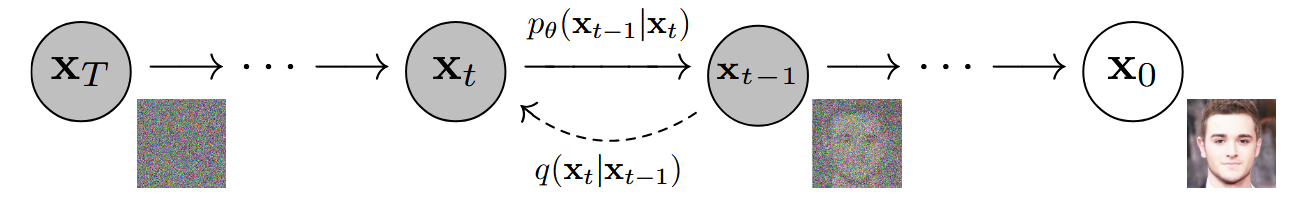 p_θ(x_{t−1}|x_t)
x_T → ··· → x_t → x_{t−1} → ··· → x_0
q(x_t|x_{t−1})